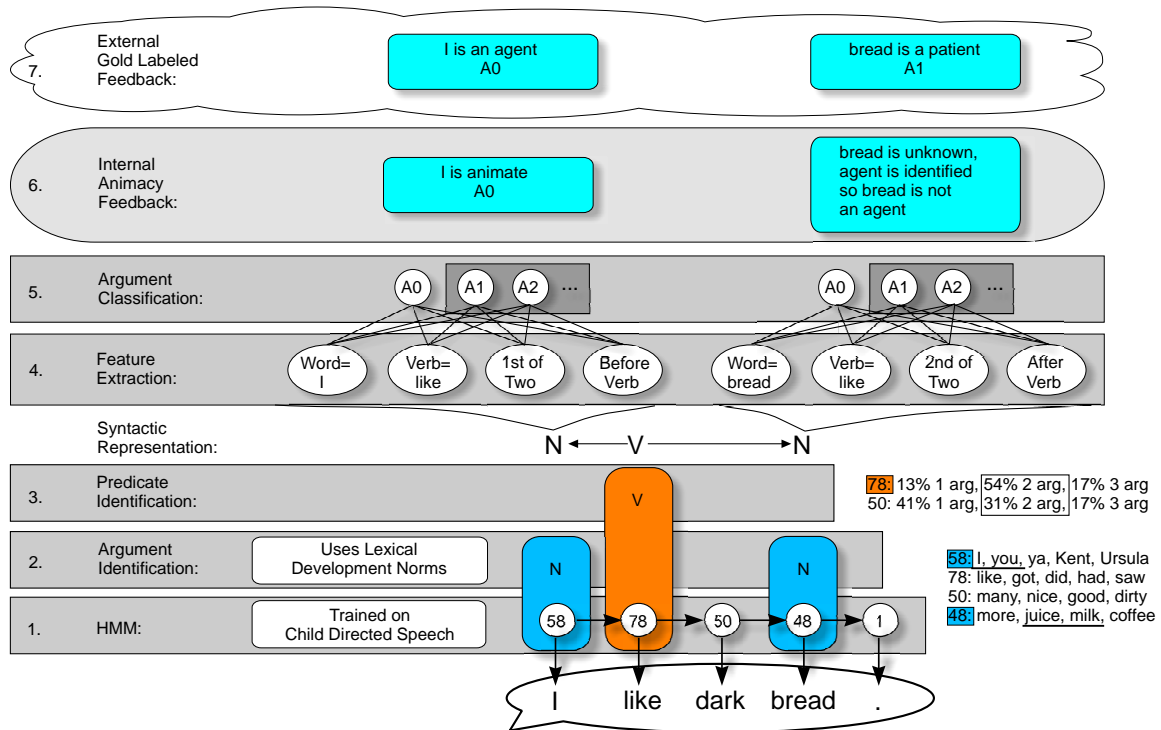 7.
External
Gold Labeled
Feedback:
I is an agent
A0
bread is a patient
A1
6.
Internal
Animacy
Feedback:
I is animate
A0
bread is unknown,
agent is identified
so bread is not
an agent
5.
Argument
Classification:
A0 A1 A2 ...
A0 A1 A2 ...
4.
Feature
Extraction:
Word=
I
Verb=
like
1st of
Two
Before
Verb
Word=
bread
Verb=
like
2nd of
Two
After
Verb
Syntactic
Representation:
N V N
3.
Predicate
Identification:
V
78: 13% 1 arg, 54% 2 arg, 17% 3 arg
50: 41% 1 arg, 31% 2 arg, 17% 3 arg
2.
Argument
Identification:
Uses Lexical
Development Norms
N
N
58: I, you, ya, Kent, Ursula
78: like, got, did, had, saw
50: many, nice, good, dirty
48: more, juice, milk, coffee
1.
HMM:
Trained on
Child Directed Speech
58 78 50 48 1
I like dark bread .